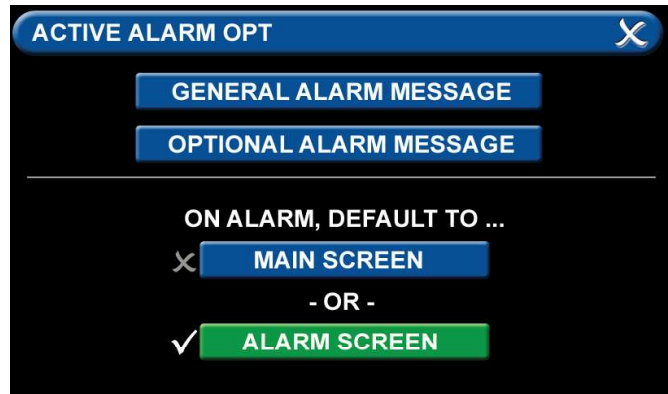 ACTIVE ALARM OPT
GENERAL ALARM MESSAGE
OPTIONAL ALARM MESSAGE
ON ALARM, DEFAULT TO ...
MAIN SCREEN
- OR -
ALARM SCREEN